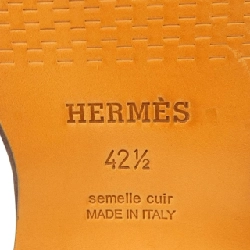 HERMÈS
42½
semelle cuir
MADE IN ITALY